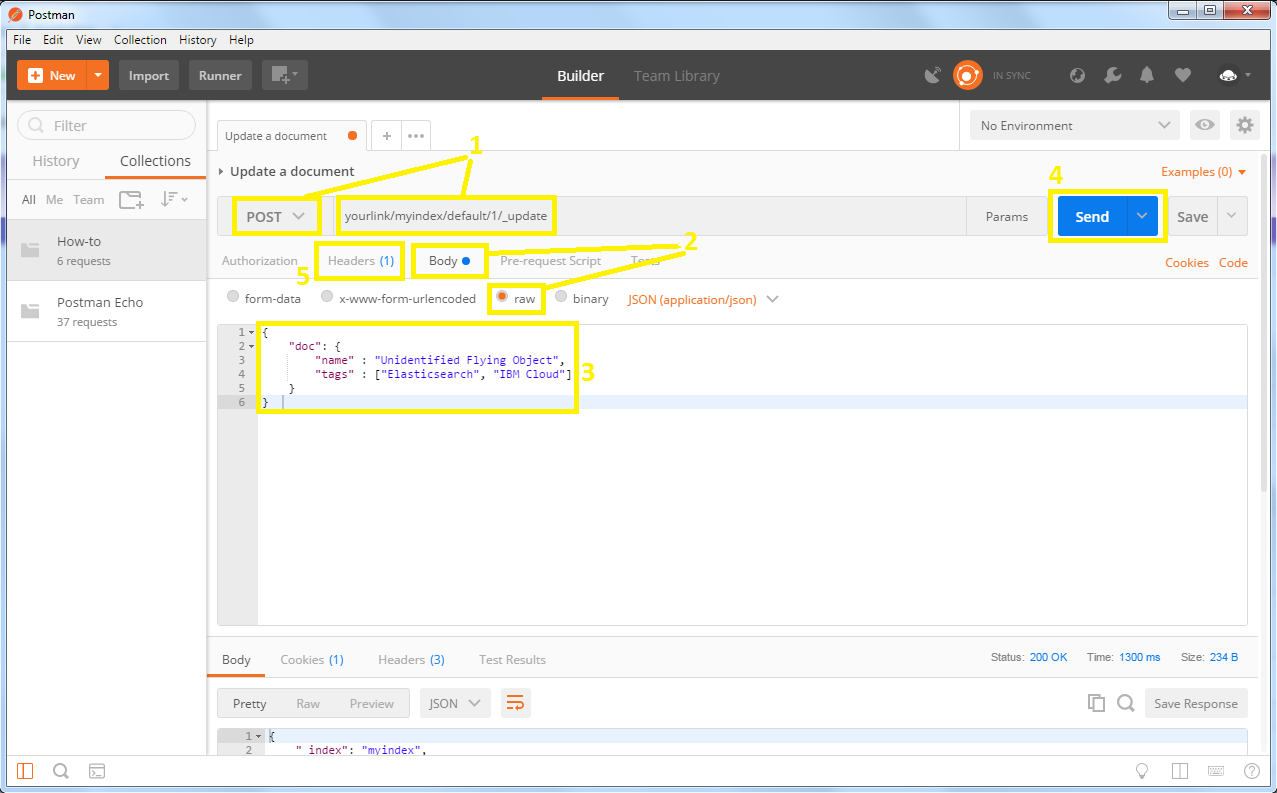 Postman
File Edit View Collection History Help
New Import Runner Builder Team Library IN SYNC
Filter
History Collections
All Me Team
How-to
6 requests
Postman Echo
37 requests
Update a document + ••• No Environment
1
Update a document Examples (0)
4
POST yourlink/myindex/default/1/_update Params Send Save
2
Authorization Headers (1) Body Pre-request Script Tests Cookies Code
5
form-data x-www-form-urlencoded raw binary JSON (application/json)
1 {
2 "doc": {
3 "name" : "Unidentified Flying Object",
4 "tags" : ["Elasticsearch", "IBM Cloud"]
3
5 }
6 }
Body Cookies (1) Headers (3) Test Results Status: 200 OK Time: 1300 ms Size: 234 B
Pretty Raw Preview JSON Save Response
1 {
2 "_index": "myindex",